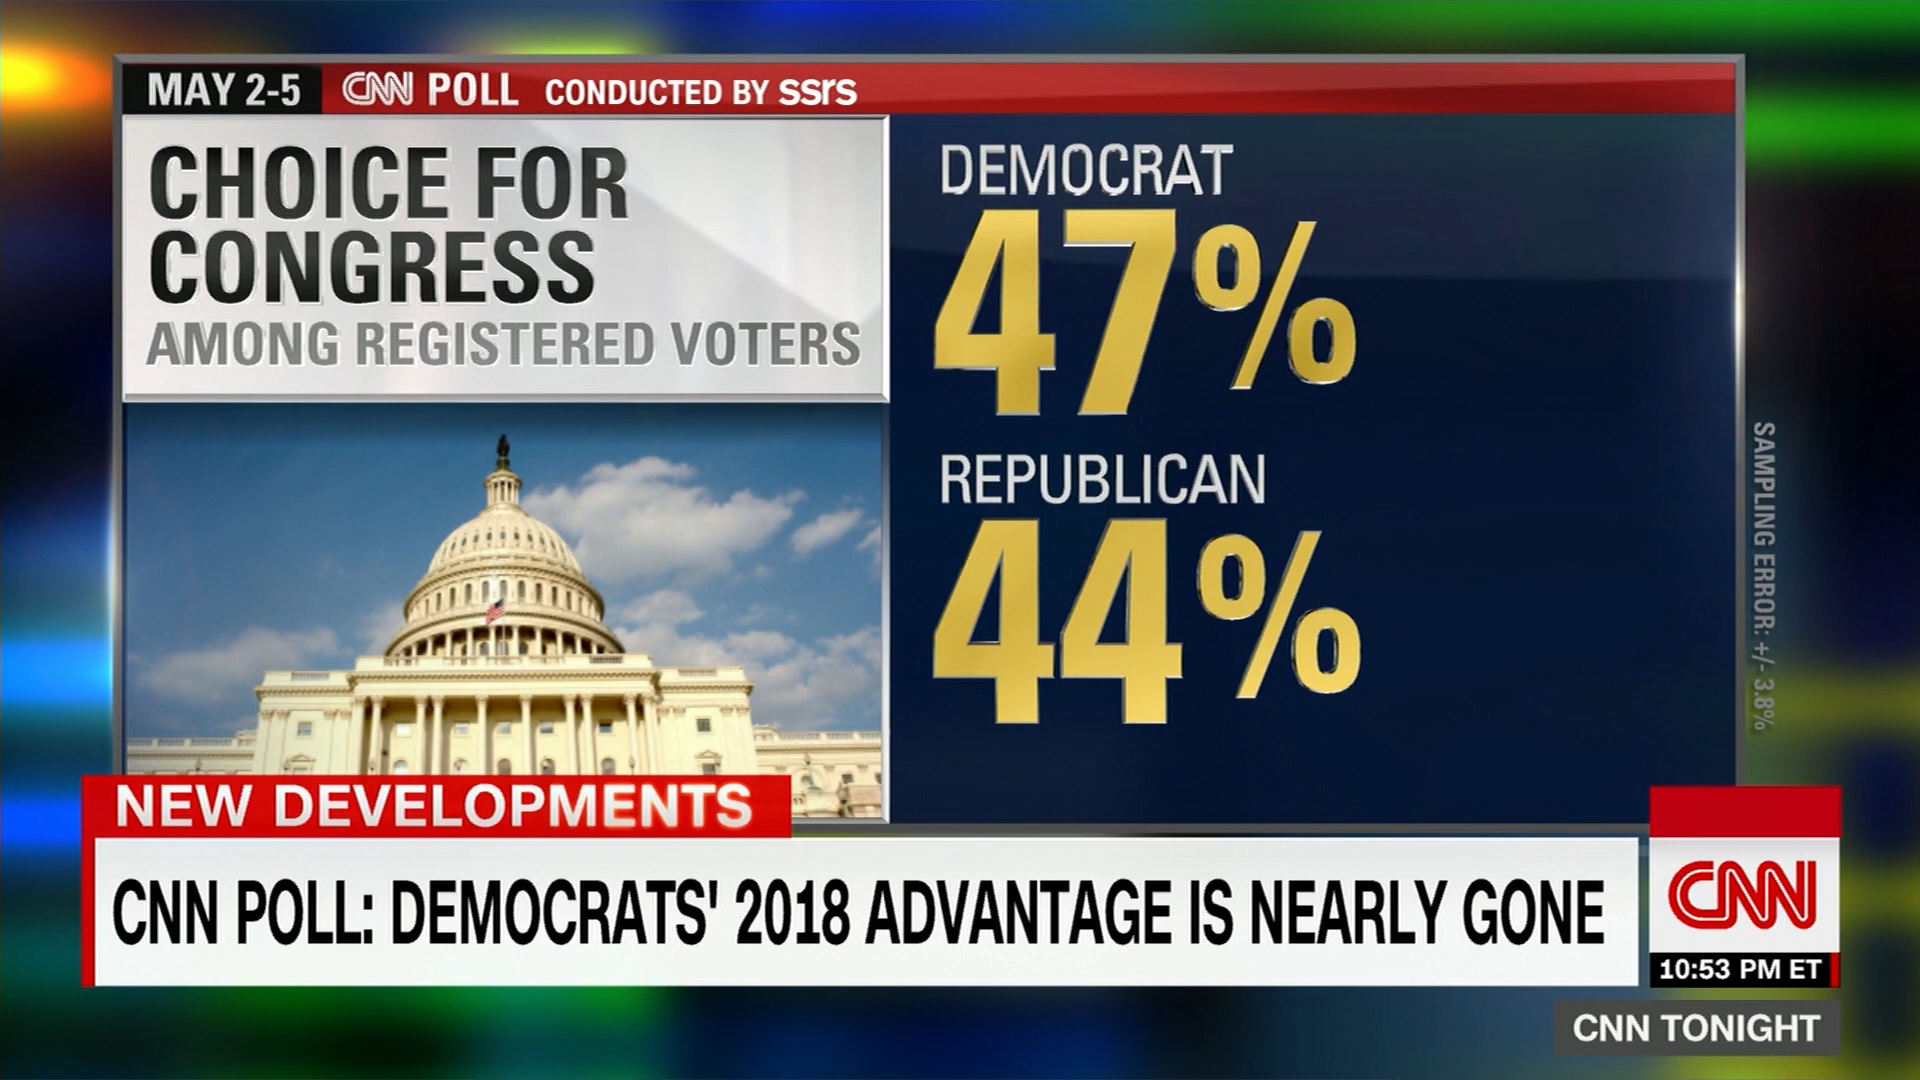 MAY 2-5 CNN POLL CONDUCTED BY ssrs
CHOICE FOR
CONGRESS
AMONG REGISTERED VOTERS
DEMOCRAT
47%
REPUBLICAN
44%
SAMPLING ERROR: +/- 3.8%
NEW DEVELOPMENTS
CNN POLL: DEMOCRATS' 2018 ADVANTAGE IS NEARLY GONE
CNN
10:53 PM ET
CNN TONIGHT